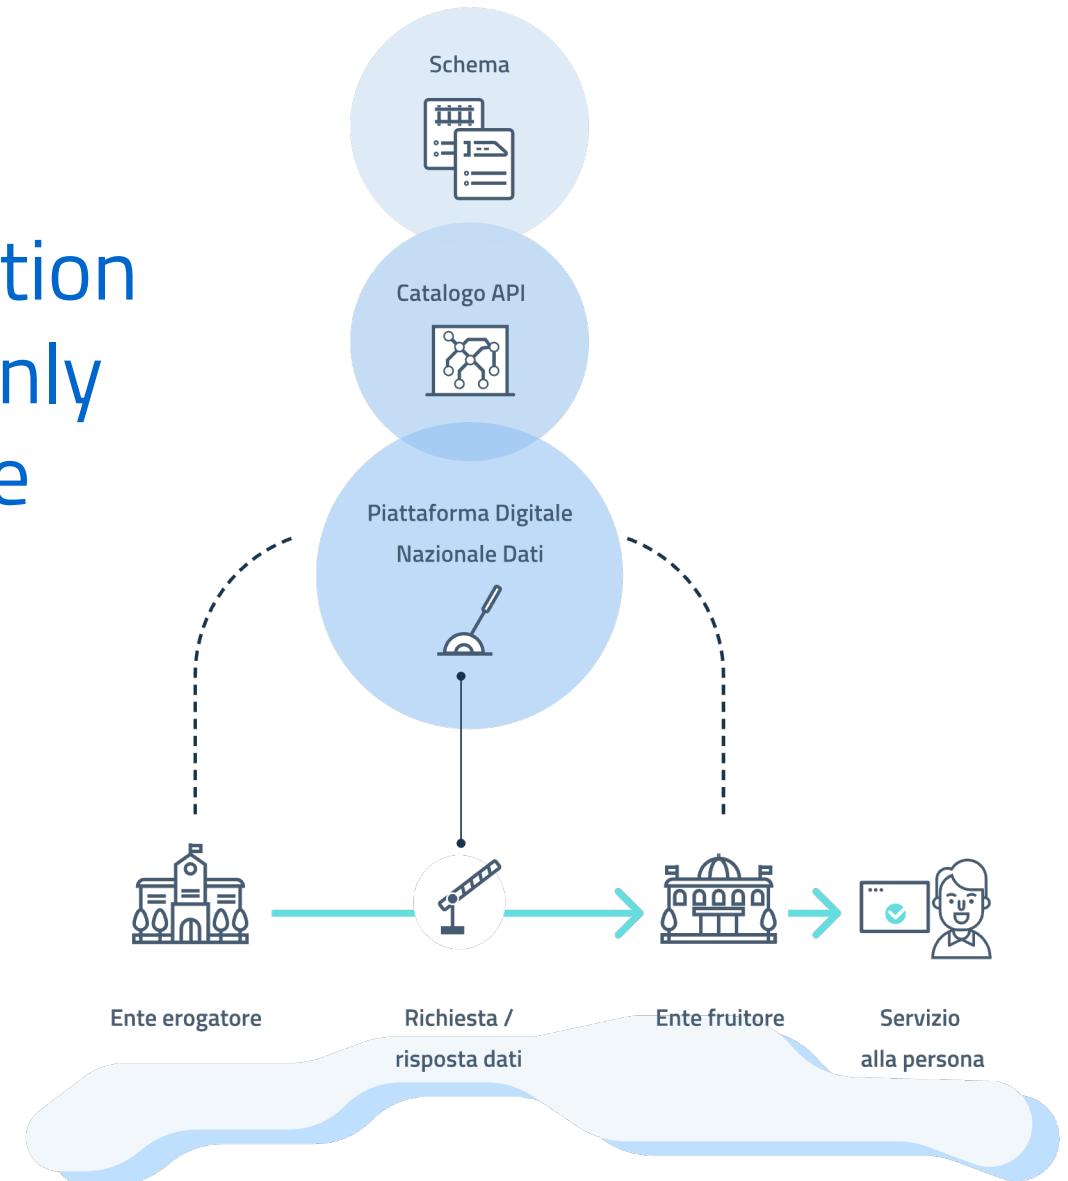 Schema
tion
nly
e
Catalogo API
Piattaforma Digitale
Nazionale Dati
Ente erogatore
Richiesta /
risposta dati
Ente fruitore
Servizio
alla persona